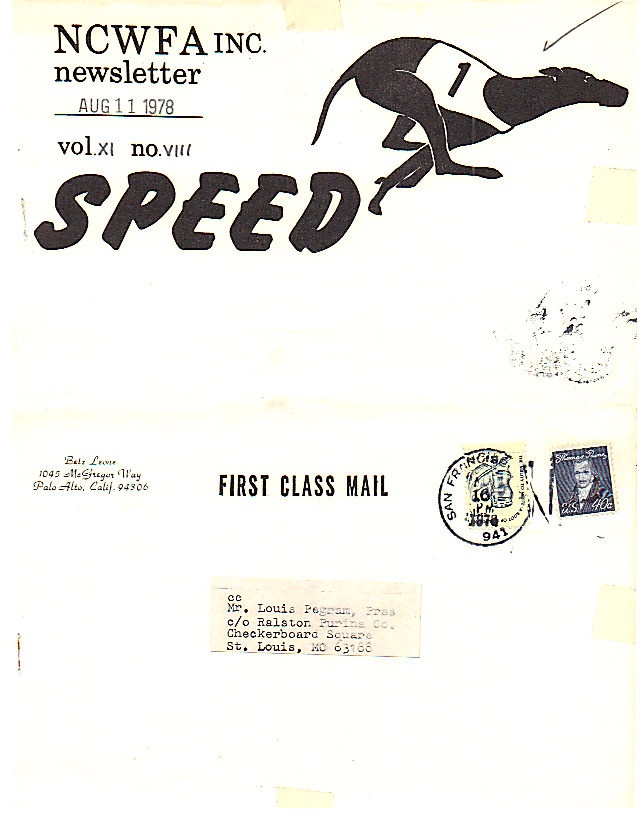 NCWFA INC.
newsletter
AUG 11 1978
vol.XI no.VIII
SPEED
1
Betz Leone
1045 McGregor Way
Palo Alto, Calif. 94306
FIRST CLASS MAIL
SAN FRANCISCO
16
PM
1978
941
Thomas Paine
U.S. 40c
cc
Mr. Louis Pegram, Pres
c/o Ralston Purina Co.
Checkerboard Square
St. Louis, MO 63188